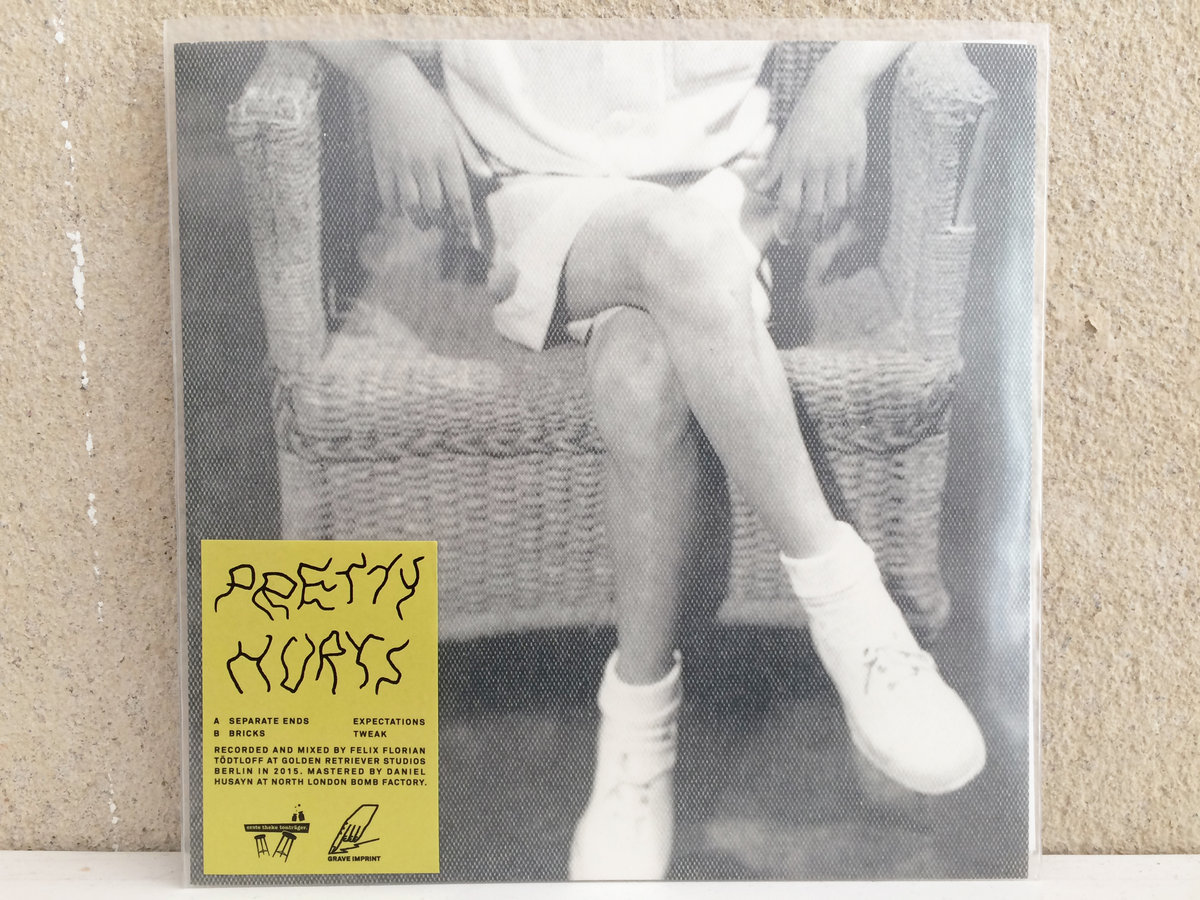 PRETTY
HURTS
A SEPARATE ENDS EXPECTATIONS
B BRICKS TWEAK
RECORDED AND MIXED BY FELIX FLORIAN
TÖDTLOFF AT GOLDEN RETRIEVER STUDIOS
BERLIN IN 2015. MASTERED BY DANIEL
HUSAYN AT NORTH LONDON BOMB FACTORY.
erste theke tonträger.
GRAVE IMPRINT